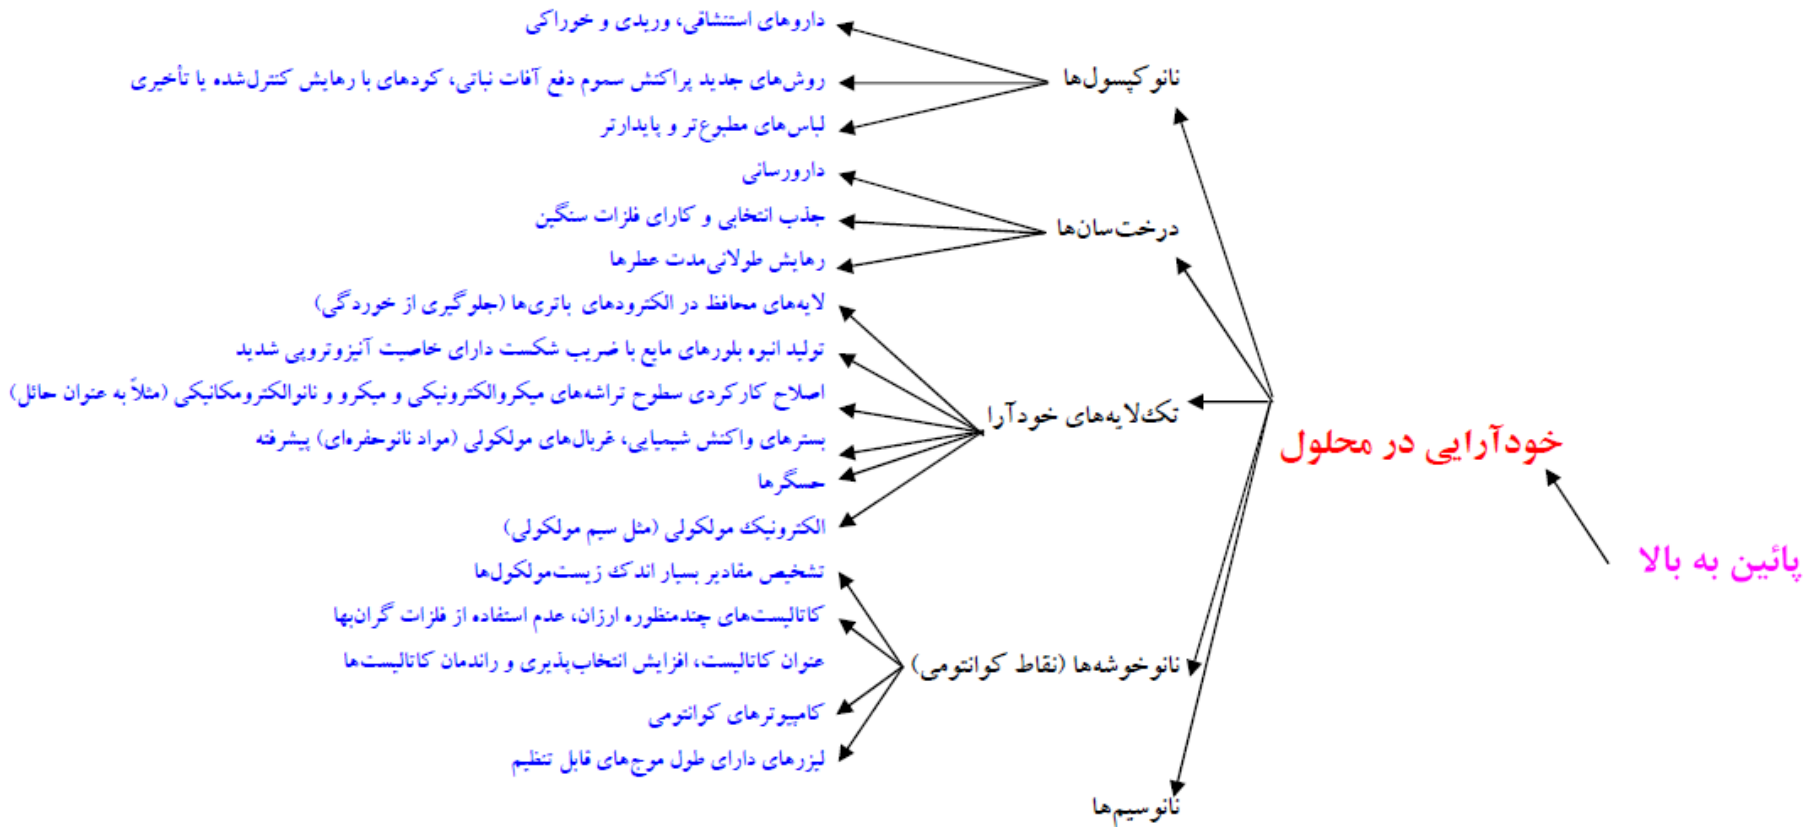 پائین به بالا
خودآرایی در محلول
نانوکپسول‌ها
داروهای استنشاقی، وریدی و خوراکی
روش‌های جدید پراکنش سموم دفع آفات نباتی، کودهای با رهایش کنترل‌شده یا تأخیری
لباس‌های مطبوع‌تر و پایدارتر
درخت‌سان‌ها
دارورسانی
جذب انتخابی و کارای فلزات سنگین
رهایش طولانی‌مدت عطرها
تک‌لایه‌های خودآرا
لایه‌های محافظ در الکترودهای باتری‌ها (جلوگیری از خوردگی)
تولید انبوه بلورهای مایع با ضریب شکست دارای خاصیت آنیزوتروپی شدید
اصلاح کارکردی سطوح تراشه‌های میکروالکترونیکی و میکرو و نانوالکترومکانیکی (مثلاً به عنوان حائل)
بسترهای واکنش شیمیایی، غربال‌های مولکولی (مواد نانوحفره‌ای) پیشرفته
حسگرها
الکترونیک مولکولی (مثل سیم مولکولی)
نانوخوشه‌ها (نقاط کوانتومی)
تشخیص مقادیر بسیار اندک زیست‌مولکول‌ها
کاتالیست‌های چندمنظوره ارزان، عدم استفاده از فلزات گران‌بها
عنوان کاتالیست، افزایش انتخاب‌پذیری و راندمان کاتالیست‌ها
کامپیوترهای کوانتومی
لیزرهای دارای طول موج‌های قابل تنظیم
نانوسیم‌ها